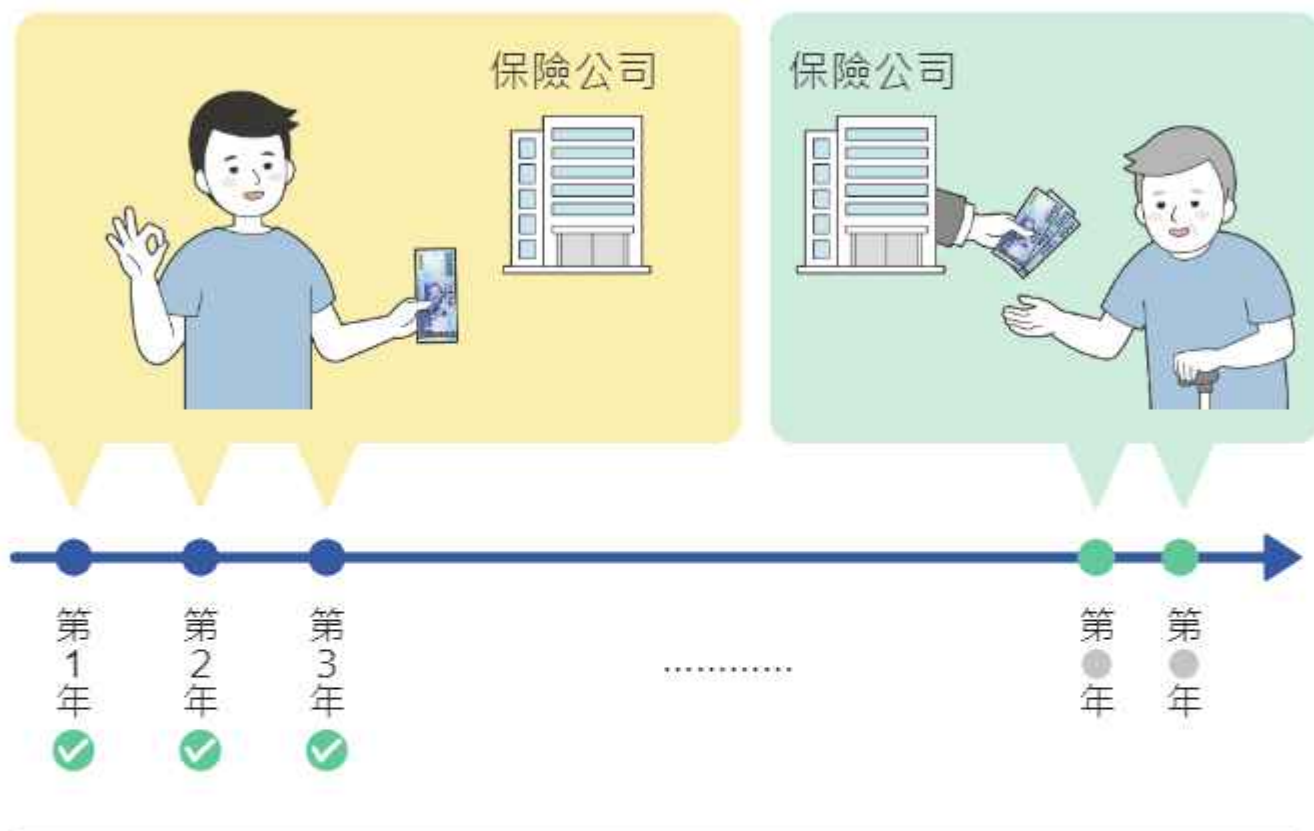 保險公司
保險公司
第1年
第2年
第3年
............
第●年
第●年